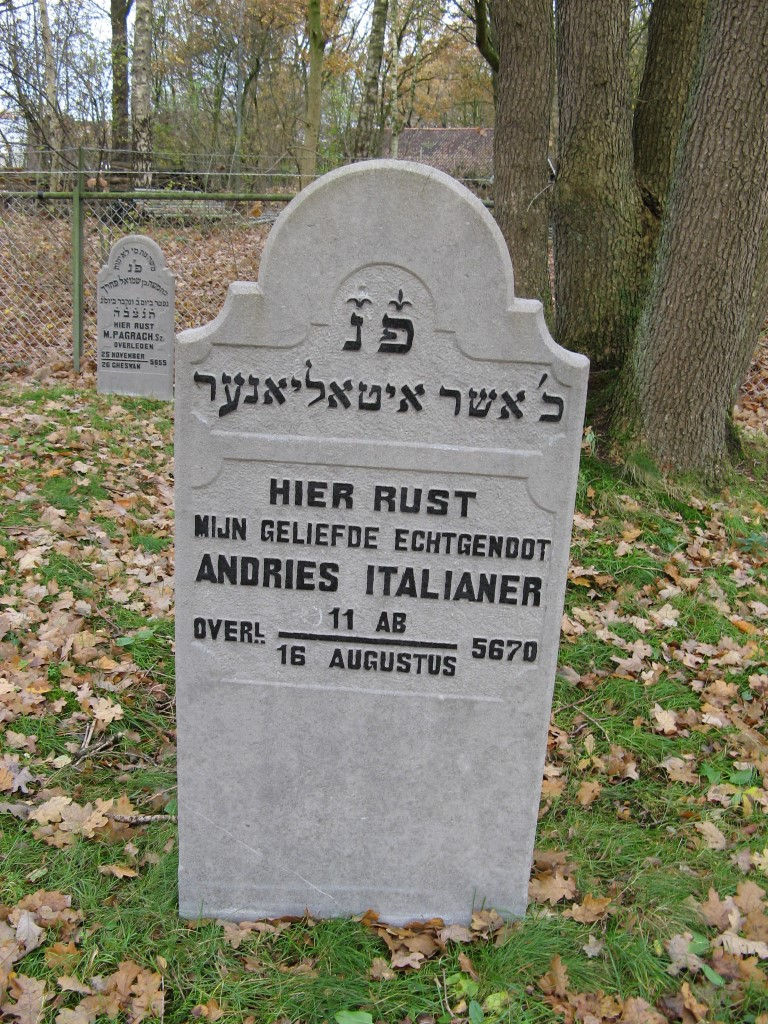 פ נ
כ׳ אשר איטאליאנער
HIER RUST
MIJN GELIEFDE ECHTGENOOT
ANDRIES ITALIANER
OVERL. 11 AB 5670
16 AUGUSTUS
פ נ
תנצבה
HIER RUST
M. PAGRACH.Sz.
OVERLEDEN
25 NOVEMBER 5655
26 CHESWAN